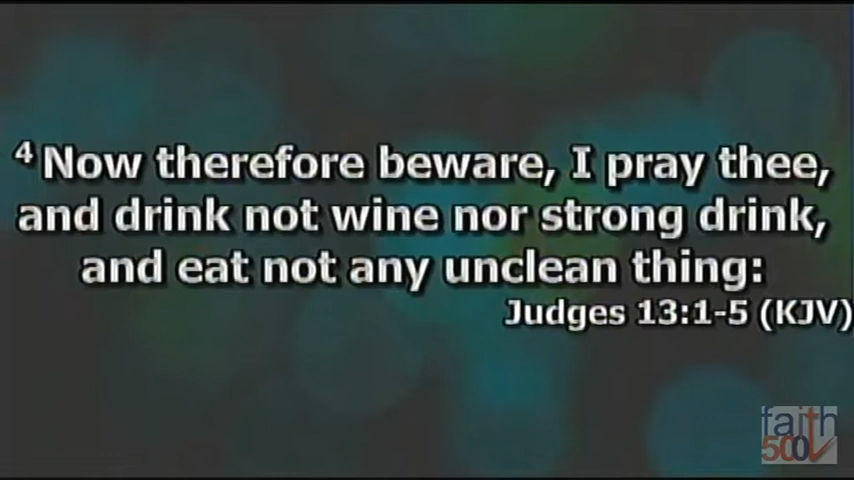 4 Now therefore beware, I pray thee,
and drink not wine nor strong drink,
and eat not any unclean thing:
Judges 13:1-5 (KJV)
faith
500